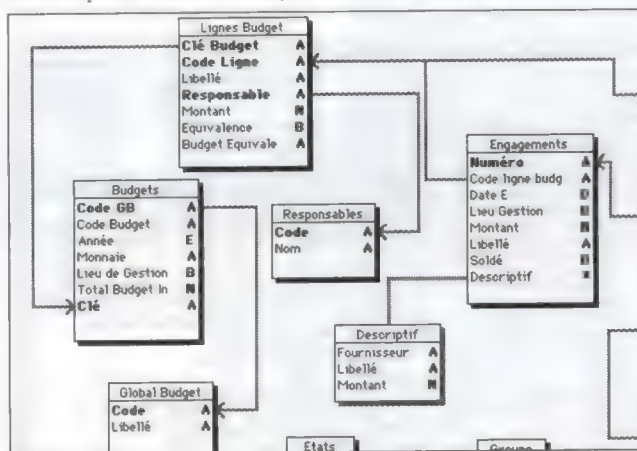 Lignes Budget
Clé Budget A
Code Ligne A
Libellé A
Responsable A
Montant N
Equivalence B
Budget Equivale A
Engagements
Numéro A
Code ligne budg A
Date E D
Lieu Gestion
Montant N
Libellé A
Soldé
Descriptif
Budgets
Code GB A
Code Budget A
Année E
Monnaie A
Lieu de Gestion B
Total Budget In N
Clé A
Responsables
Code A
Nom A
Descriptif
Fournisseur A
Libellé A
Montant N
Global Budget
Code A
Libellé A
Etats
Groupe